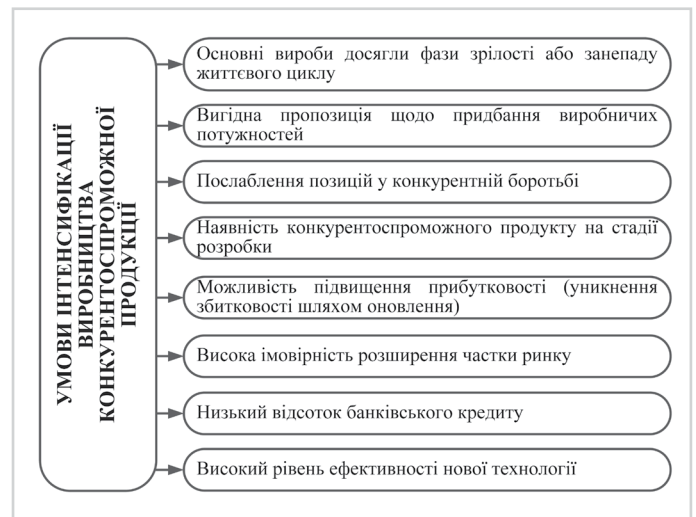 УМОВИ ІНТЕНСИФІКАЦІЇ
ВИРОБНИЦТВА
КОНКУРЕНТОСПРОМОЖНОЇ
ПРОДУКЦІЇ
Основні вироби досягли фази зрілості або занепаду
життєвого циклу
Вигідна пропозиція щодо придбання виробничих
потужностей
Послаблення позицій у конкурентній боротьбі
Наявність конкурентоспроможного продукту на стадії
розробки
Можливість підвищення прибутковості (уникнення
збитковості шляхом оновлення)
Висока імовірність розширення частки ринку
Низький відсоток банківського кредиту
Високий рівень ефективності нової технології